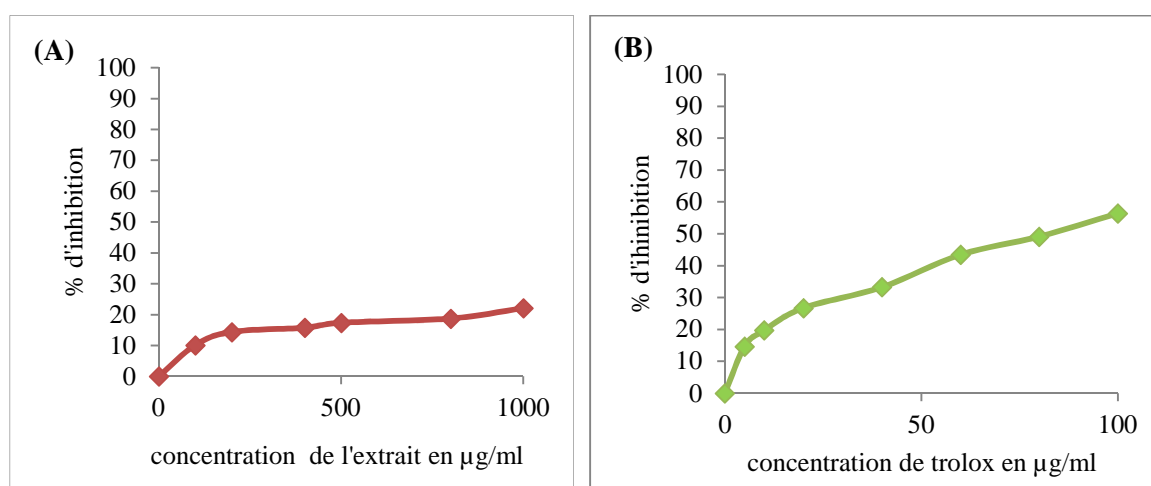 (A)
100
90
80
70
60
50
40
30
20
10
0
% d'inhibition
0 500 1000
concentration de l'extrait en µg/ml
(B)
100
90
80
70
60
50
40
30
20
10
0
% d'ihinibition
0 50 100
concentration de trolox en µg/ml